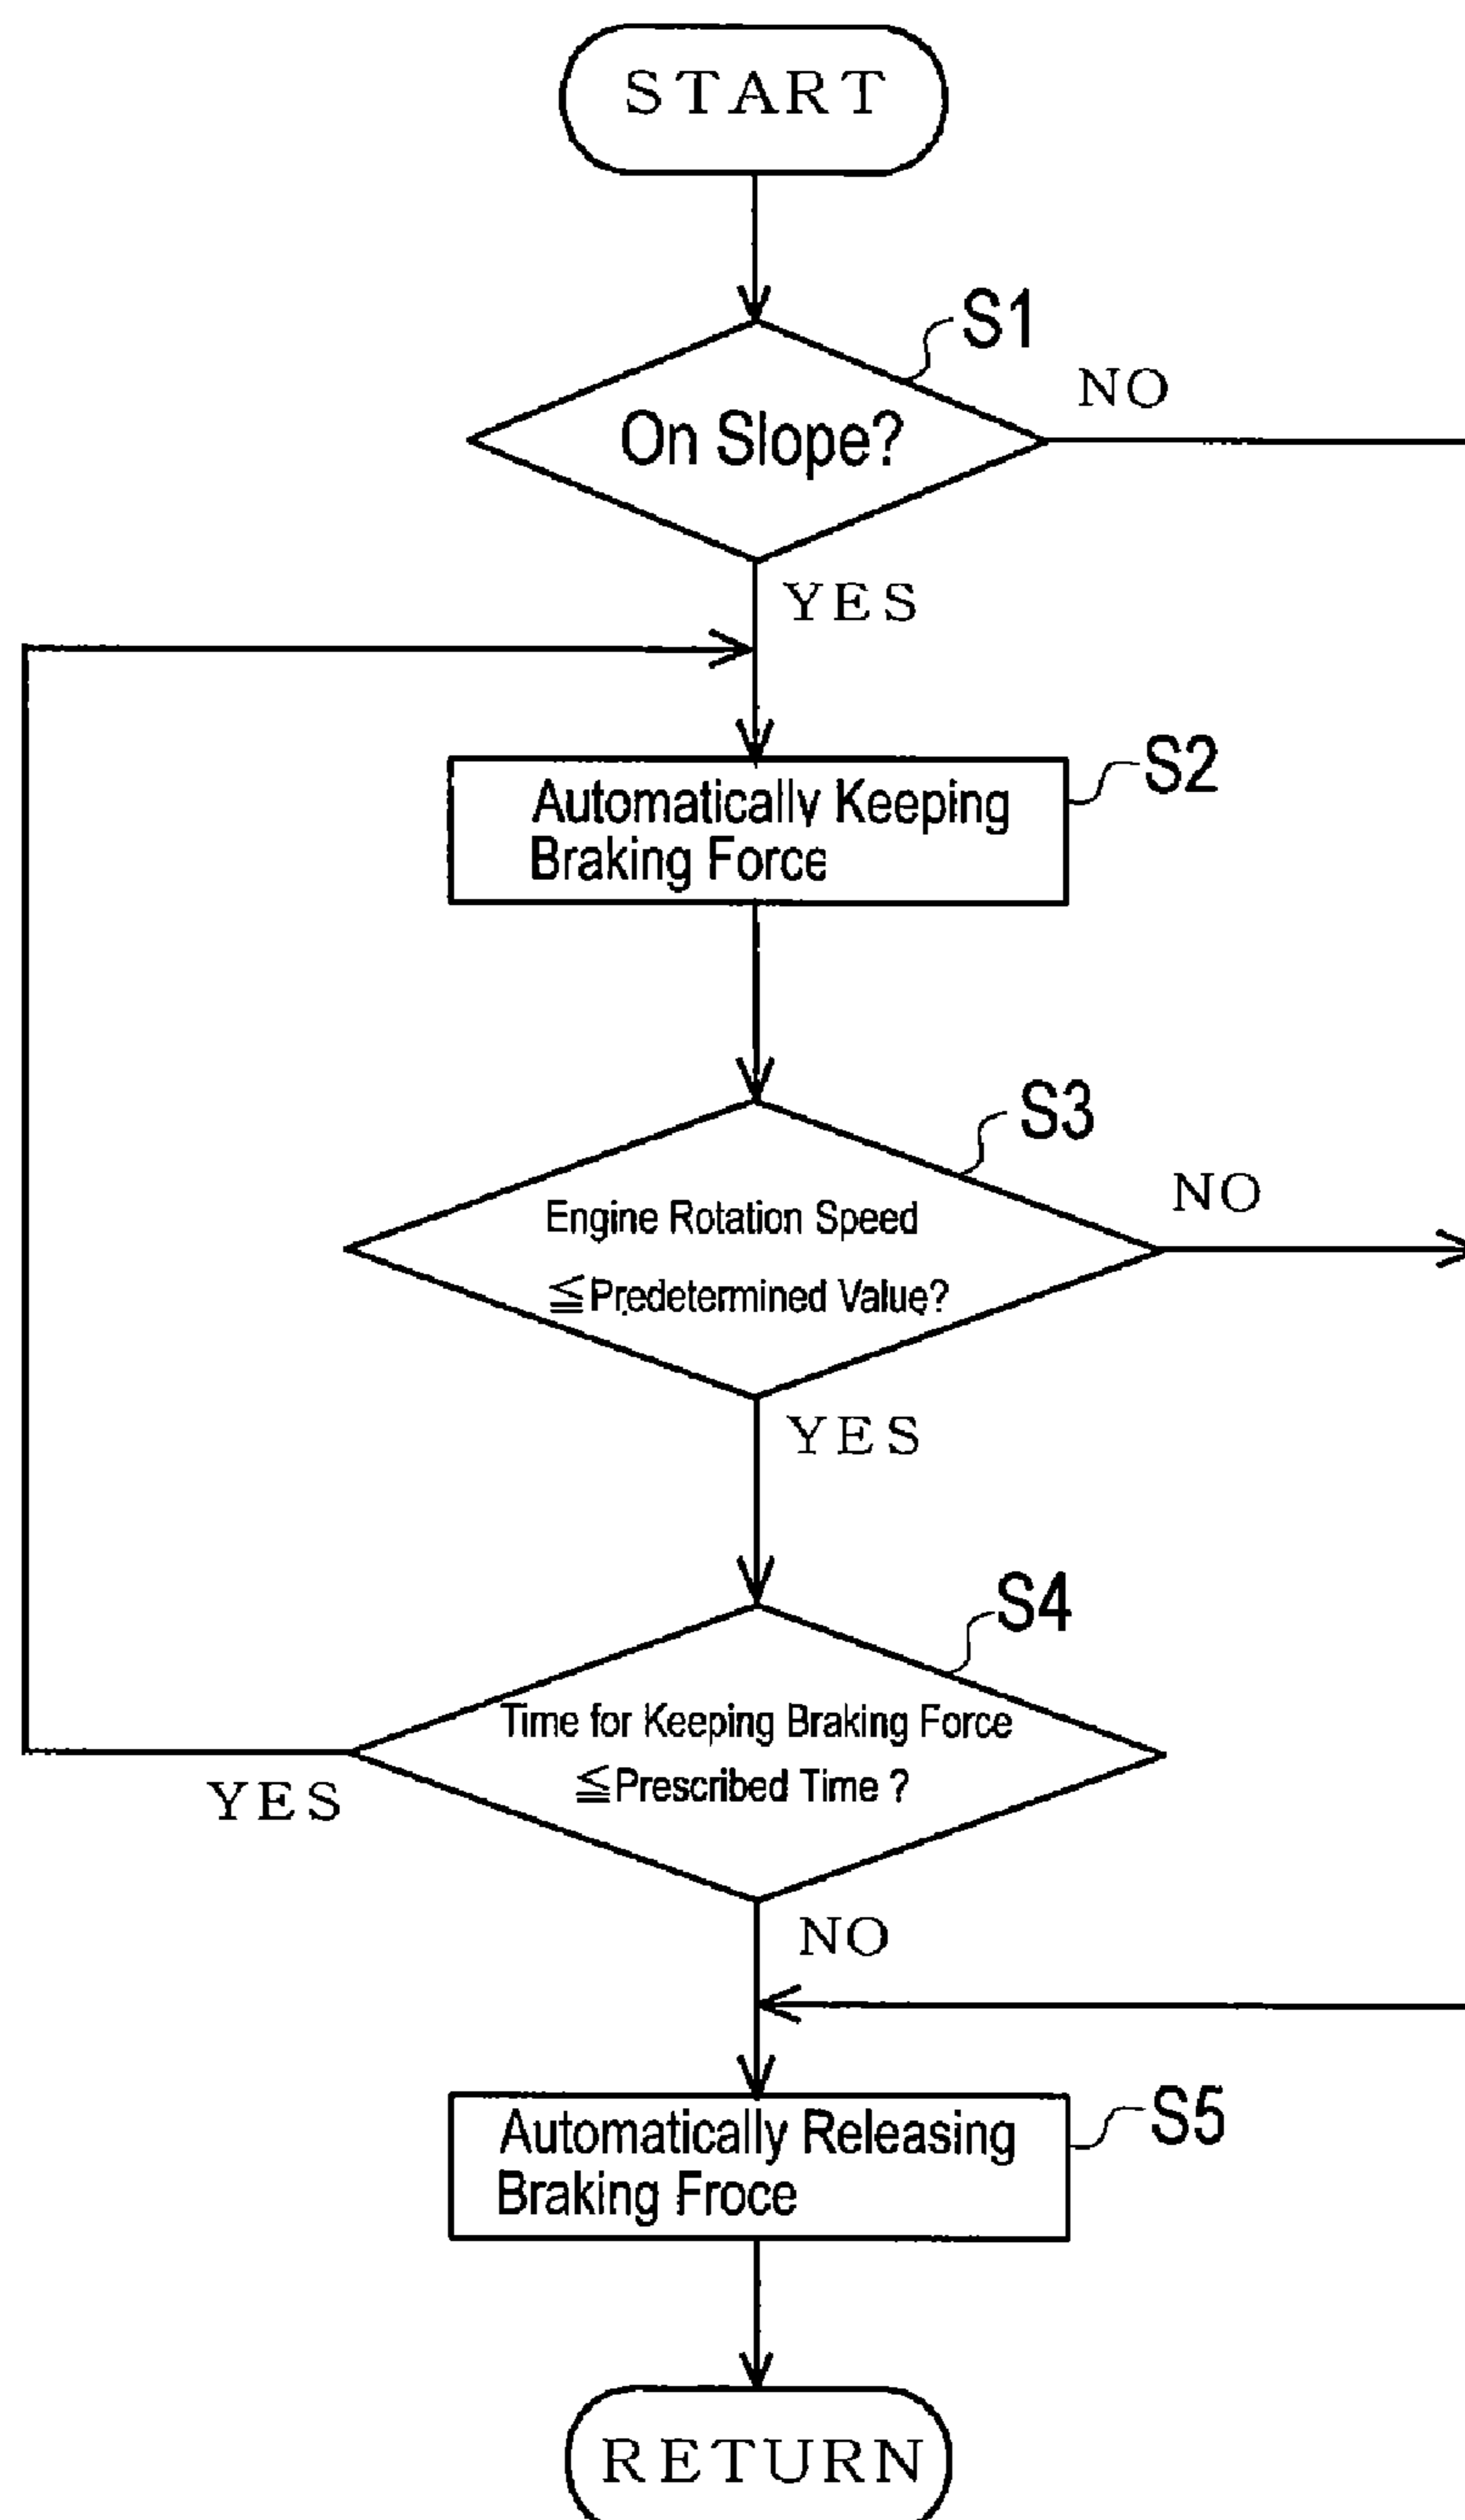 START
S1
NO
On Slope?
YES
S2
Automatically Keeping
Braking Force
S3
NO
Engine Rotation Speed
≦Predetermined Value?
YES
S4
Time for Keeping Braking Force
≦Prescribed Time ?
YES
NO
S5
Automatically Releasing
Braking Froce
RETURN